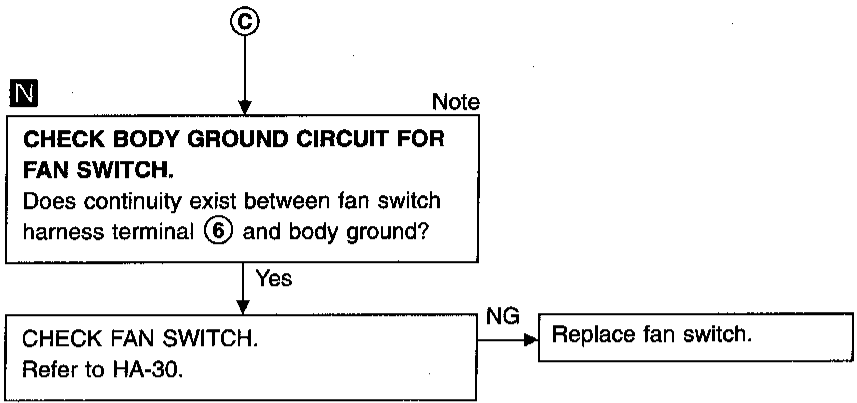 C
N
Note
CHECK BODY GROUND CIRCUIT FOR
FAN SWITCH.
Does continuity exist between fan switch
harness terminal 6 and body ground?
Yes
CHECK FAN SWITCH.
Refer to HA-30.
NG
Replace fan switch.